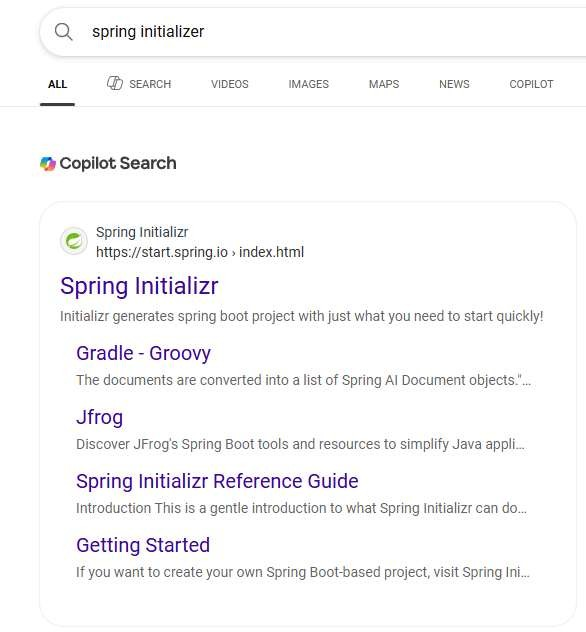 spring initializer
ALL SEARCH VIDEOS IMAGES MAPS NEWS COPILOT
Copilot Search
Spring Initializr
https://start.spring.io › index.html
Spring Initializr
Initializr generates spring boot project with just what you need to start quickly!
Gradle - Groovy
The documents are converted into a list of Spring AI Document objects."...
Jfrog
Discover JFrog's Spring Boot tools and resources to simplify Java appli...
Spring Initializr Reference Guide
Introduction This is a gentle introduction to what Spring Initializr can do...
Getting Started
If you want to create your own Spring Boot-based project, visit Spring Ini...